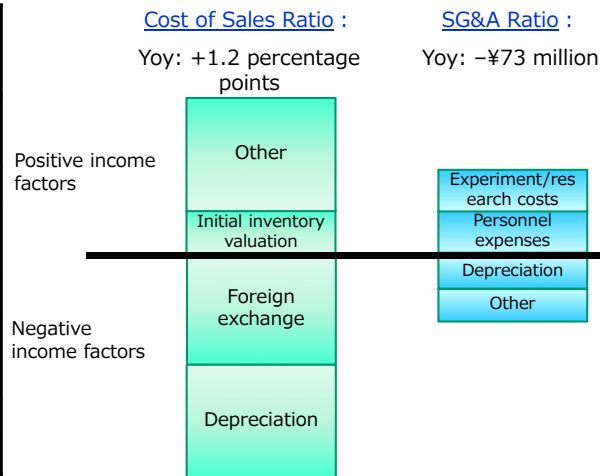 Cost of Sales Ratio :
Yoy: +1.2 percentage
points
SG&A Ratio :
Yoy: –¥73 million
Positive income
factors
Negative
income factors
Other
Initial inventory
valuation
Foreign
exchange
Depreciation
Experiment/res
earch costs
Personnel
expenses
Depreciation
Other